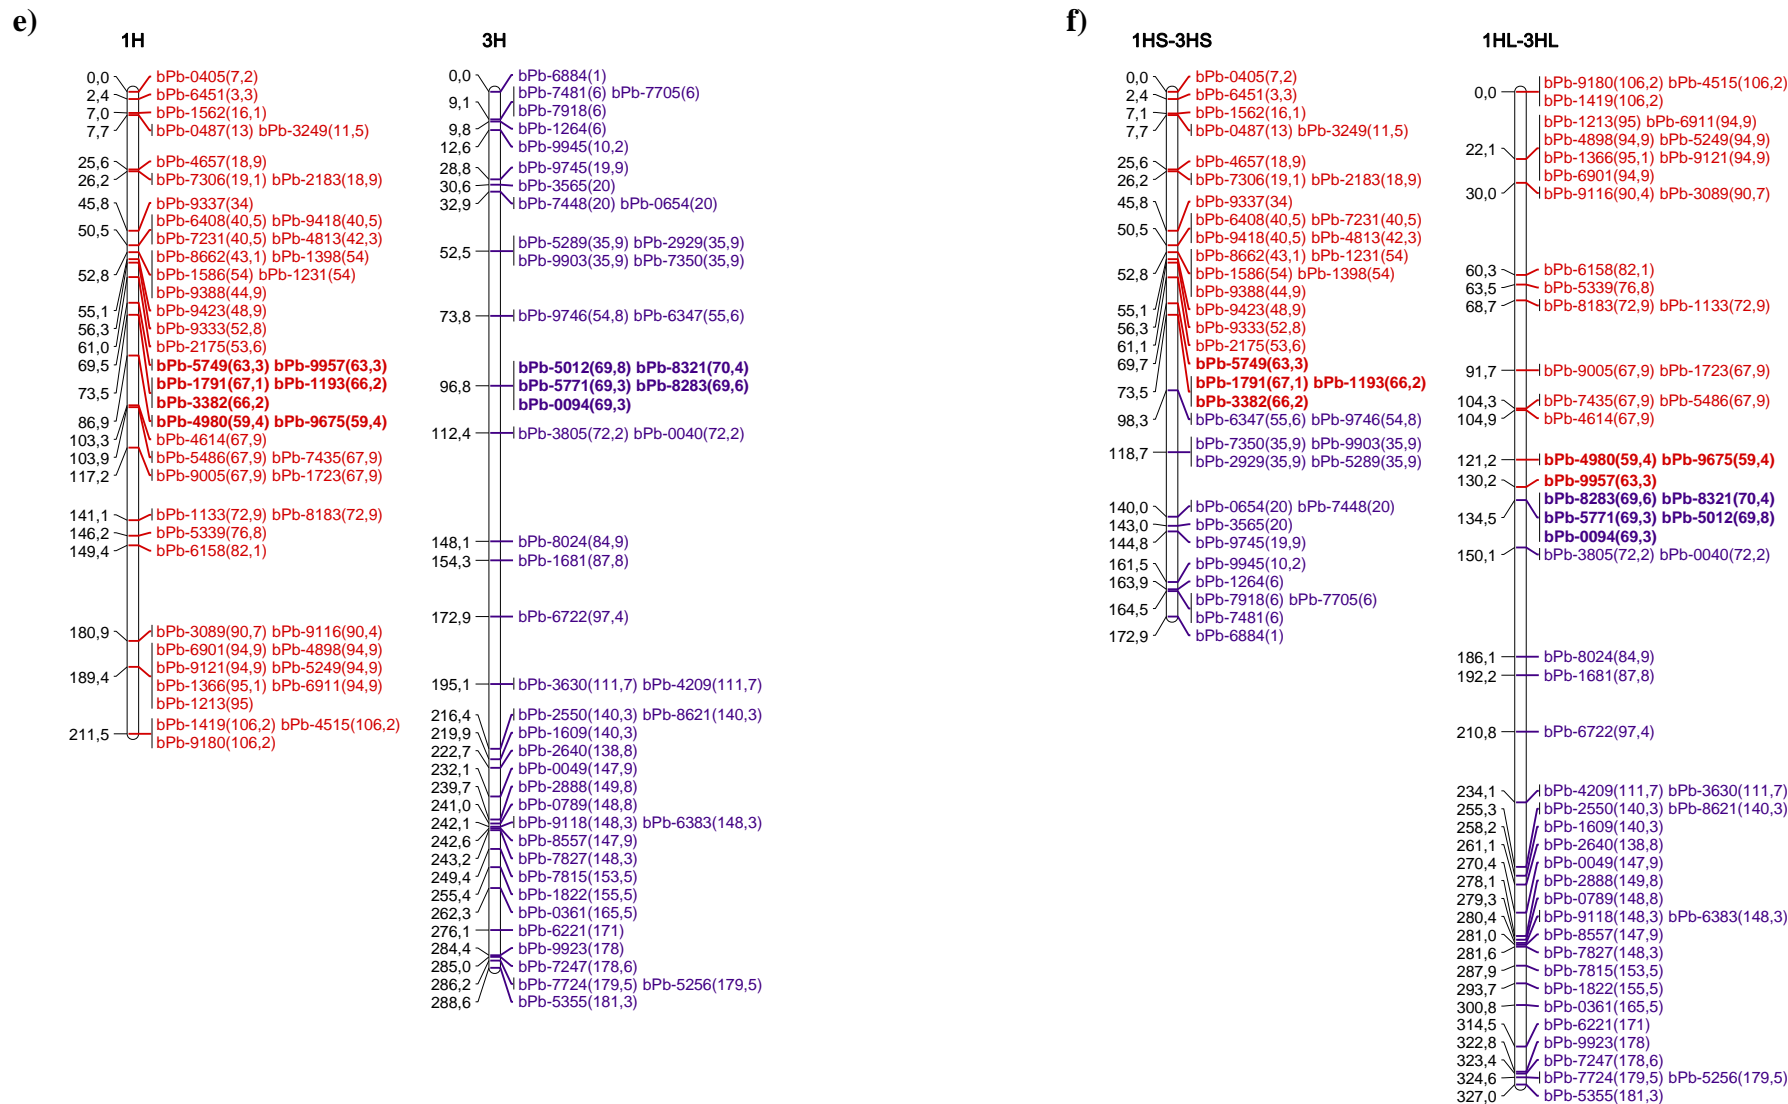 e)
1H
0,0 bPb-0405(7,2)
2,4 bPb-6451(3,3)
7,0 bPb-1562(16,1)
7,7 bPb-0487(13) bPb-3249(11,5)
25,6 bPb-4657(18,9)
26,2 bPb-7306(19,1) bPb-2183(18,9)
45,8 bPb-9337(34)
50,5 bPb-6408(40,5) bPb-9418(40,5)
bPb-7231(40,5) bPb-4813(42,3)
bPb-8662(43,1) bPb-1398(54)
52,8 bPb-1586(54) bPb-1231(54)
bPb-9388(44,9)
55,1 bPb-9423(48,9)
56,3 bPb-9333(52,8)
61,0 bPb-2175(53,6)
69,5 bPb-5749(63,3) bPb-9957(63,3)
73,5 bPb-1791(67,1) bPb-1193(66,2)
bPb-3382(66,2)
86,9 bPb-4980(59,4) bPb-9675(59,4)
103,3 bPb-4614(67,9)
103,9 bPb-5486(67,9) bPb-7435(67,9)
117,2 bPb-9005(67,9) bPb-1723(67,9)
141,1 bPb-1133(72,9) bPb-8183(72,9)
146,2 bPb-5339(76,8)
149,4 bPb-6158(82,1)
180,9 bPb-3089(90,7) bPb-9116(90,4)
bPb-6901(94,9) bPb-4898(94,9)
189,4 bPb-9121(94,9) bPb-5249(94,9)
bPb-1366(95,1) bPb-6911(94,9)
bPb-1213(95)
211,5 bPb-1419(106,2) bPb-4515(106,2)
bPb-9180(106,2)
3H
0,0 bPb-6884(1)
9,1 bPb-7481(6) bPb-7705(6)
bPb-7918(6)
9,8 bPb-1264(6)
12,6 bPb-9945(10,2)
28,8 bPb-9745(19,9)
30,6 bPb-3565(20)
32,9 bPb-7448(20) bPb-0654(20)
52,5 bPb-5289(35,9) bPb-2929(35,9)
bPb-9903(35,9) bPb-7350(35,9)
73,8 bPb-9746(54,8) bPb-6347(55,6)
bPb-5012(69,8) bPb-8321(70,4)
96,8 bPb-5771(69,3) bPb-8283(69,6)
bPb-0094(69,3)
112,4 bPb-3805(72,2) bPb-0040(72,2)
148,1 bPb-8024(84,9)
154,3 bPb-1681(87,8)
172,9 bPb-6722(97,4)
195,1 bPb-3630(111,7) bPb-4209(111,7)
216,4 bPb-2550(140,3) bPb-8621(140,3)
219,9 bPb-1609(140,3)
222,7 bPb-2640(138,8)
232,1 bPb-0049(147,9)
239,7 bPb-2888(149,8)
241,0 bPb-0789(148,8)
242,1 bPb-9118(148,3) bPb-6383(148,3)
242,6 bPb-8557(147,9)
243,2 bPb-7827(148,3)
249,4 bPb-7815(153,5)
255,4 bPb-1822(155,5)
262,3 bPb-0361(165,5)
276,1 bPb-6221(171)
284,4 bPb-9923(178)
285,0 bPb-7247(178,6)
286,2 bPb-7724(179,5) bPb-5256(179,5)
288,6 bPb-5355(181,3)
f)
1HS-3HS
0,0 bPb-0405(7,2)
2,4 bPb-6451(3,3)
7,1 bPb-1562(16,1)
7,7 bPb-0487(13) bPb-3249(11,5)
25,6 bPb-4657(18,9)
26,2 bPb-7306(19,1) bPb-2183(18,9)
45,8 bPb-9337(34)
50,5 bPb-6408(40,5) bPb-7231(40,5)
bPb-9418(40,5) bPb-4813(42,3)
bPb-8662(43,1) bPb-1231(54)
52,8 bPb-1586(54) bPb-1398(54)
bPb-9388(44,9)
55,1 bPb-9423(48,9)
56,3 bPb-9333(52,8)
61,1 bPb-2175(53,6)
69,7 bPb-5749(63,3)
73,5 bPb-1791(67,1) bPb-1193(66,2)
bPb-3382(66,2)
98,3 bPb-6347(55,6) bPb-9746(54,8)
118,7 bPb-7350(35,9) bPb-9903(35,9)
bPb-2929(35,9) bPb-5289(35,9)
140,0 bPb-0654(20) bPb-7448(20)
143,0 bPb-3565(20)
144,8 bPb-9745(19,9)
161,5 bPb-9945(10,2)
163,9 bPb-1264(6)
164,5 bPb-7918(6) bPb-7705(6)
bPb-7481(6)
172,9 bPb-6884(1)
1HL-3HL
0,0 bPb-9180(106,2) bPb-4515(106,2)
bPb-1419(106,2)
bPb-1213(95) bPb-6911(94,9)
22,1 bPb-4898(94,9) bPb-5249(94,9)
bPb-1366(95,1) bPb-9121(94,9)
bPb-6901(94,9)
30,0 bPb-9116(90,4) bPb-3089(90,7)
60,3 bPb-6158(82,1)
63,5 bPb-5339(76,8)
68,7 bPb-8183(72,9) bPb-1133(72,9)
91,7 bPb-9005(67,9) bPb-1723(67,9)
104,3 bPb-7435(67,9) bPb-5486(67,9)
104,9 bPb-4614(67,9)
121,2 bPb-4980(59,4) bPb-9675(59,4)
130,2 bPb-9957(63,3)
bPb-8283(69,6) bPb-8321(70,4)
134,5 bPb-5771(69,3) bPb-5012(69,8)
bPb-0094(69,3)
150,1 bPb-3805(72,2) bPb-0040(72,2)
186,1 bPb-8024(84,9)
192,2 bPb-1681(87,8)
210,8 bPb-6722(97,4)
234,1 bPb-4209(111,7) bPb-3630(111,7)
255,3 bPb-2550(140,3) bPb-8621(140,3)
258,2 bPb-1609(140,3)
261,1 bPb-2640(138,8)
270,4 bPb-0049(147,9)
278,1 bPb-2888(149,8)
279,3 bPb-0789(148,8)
280,4 bPb-9118(148,3) bPb-6383(148,3)
281,0 bPb-8557(147,9)
281,6 bPb-7827(148,3)
287,9 bPb-7815(153,5)
293,7 bPb-1822(155,5)
300,8 bPb-0361(165,5)
314,5 bPb-6221(171)
322,8 bPb-9923(178)
323,4 bPb-7247(178,6)
324,6 bPb-7724(179,5) bPb-5256(179,5)
327,0 bPb-5355(181,3)